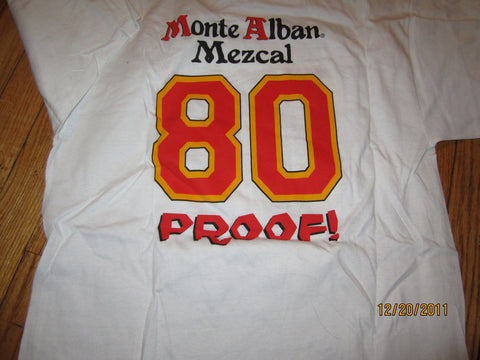 Monte Alban®
Mezcal
80
PROOF!
12/20/2011